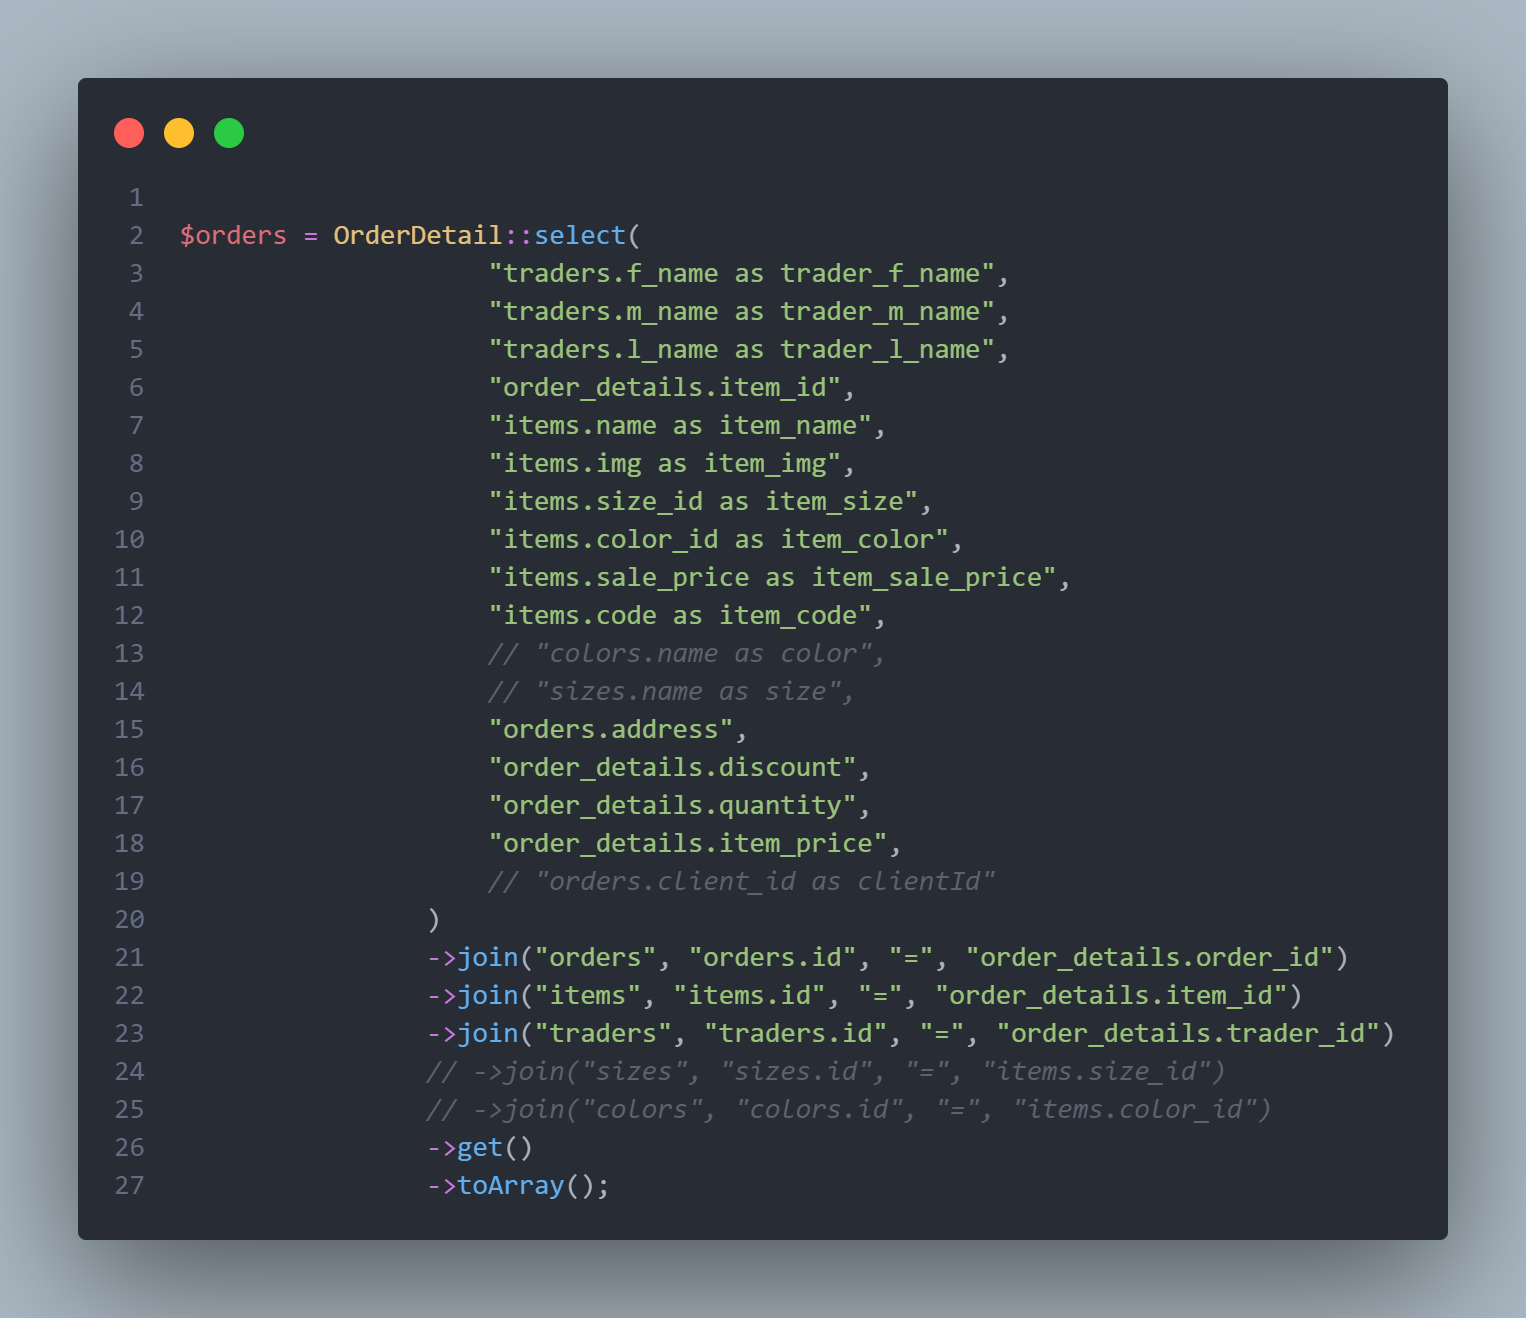 1
2 $orders = OrderDetail::select(
3 "traders.f_name as trader_f_name",
4 "traders.m_name as trader_m_name",
5 "traders.l_name as trader_l_name",
6 "order_details.item_id",
7 "items.name as item_name",
8 "items.img as item_img",
9 "items.size_id as item_size",
10 "items.color_id as item_color",
11 "items.sale_price as item_sale_price",
12 "items.code as item_code",
13 // "colors.name as color",
14 // "sizes.name as size",
15 "orders.address",
16 "order_details.discount",
17 "order_details.quantity",
18 "order_details.item_price",
19 // "orders.client_id as clientId"
20 )
21 ->join("orders", "orders.id", "=", "order_details.order_id")
22 ->join("items", "items.id", "=", "order_details.item_id")
23 ->join("traders", "traders.id", "=", "order_details.trader_id")
24 // ->join("sizes", "sizes.id", "=", "items.size_id")
25 // ->join("colors", "colors.id", "=", "items.color_id")
26 ->get()
27 ->toArray();